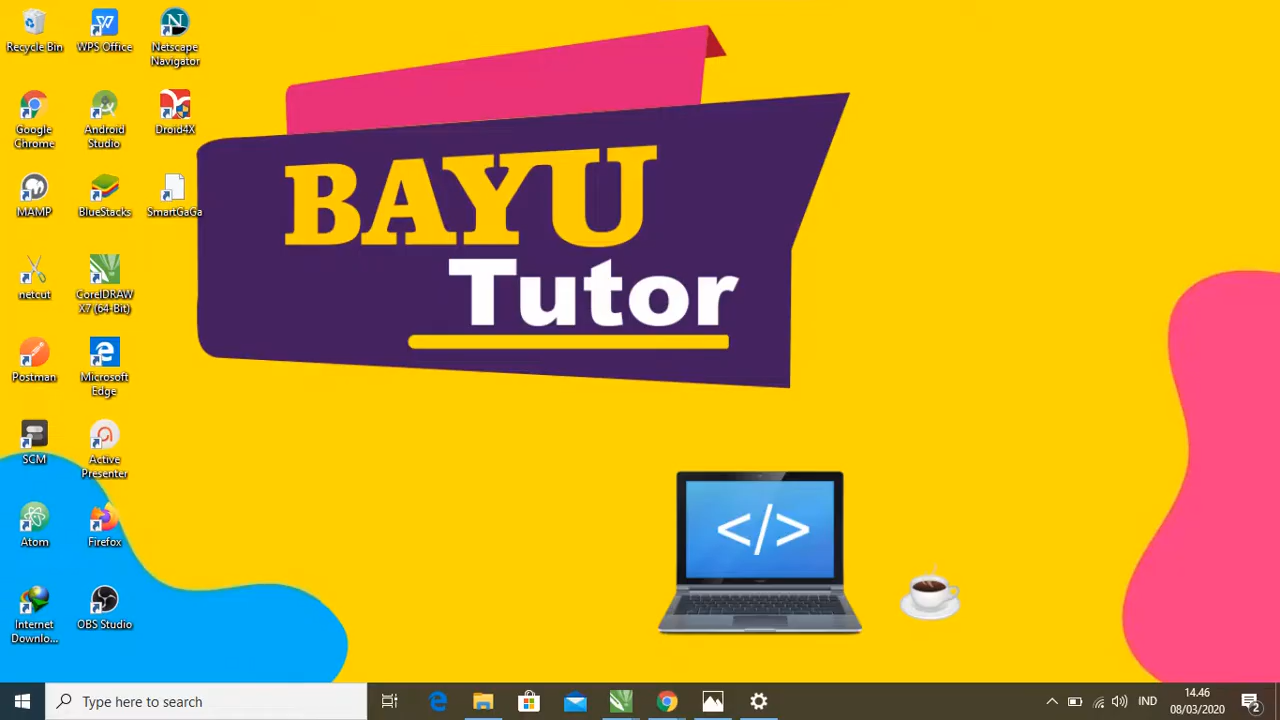 Recycle Bin
WPS Office
Netscape
Navigator
Google
Chrome
Android
Studio
Droid4X
MAMP
BlueStacks
SmartGaGa
netcut
CorelDRAW
X7 (64-Bit)
Postman
Microsoft
Edge
SCM
Active
Presenter
Atom
Firefox
Internet
Downlo...
OBS Studio
BAYU
Tutor
</>
Type here to search
IND
14.46
08/03/2020
2